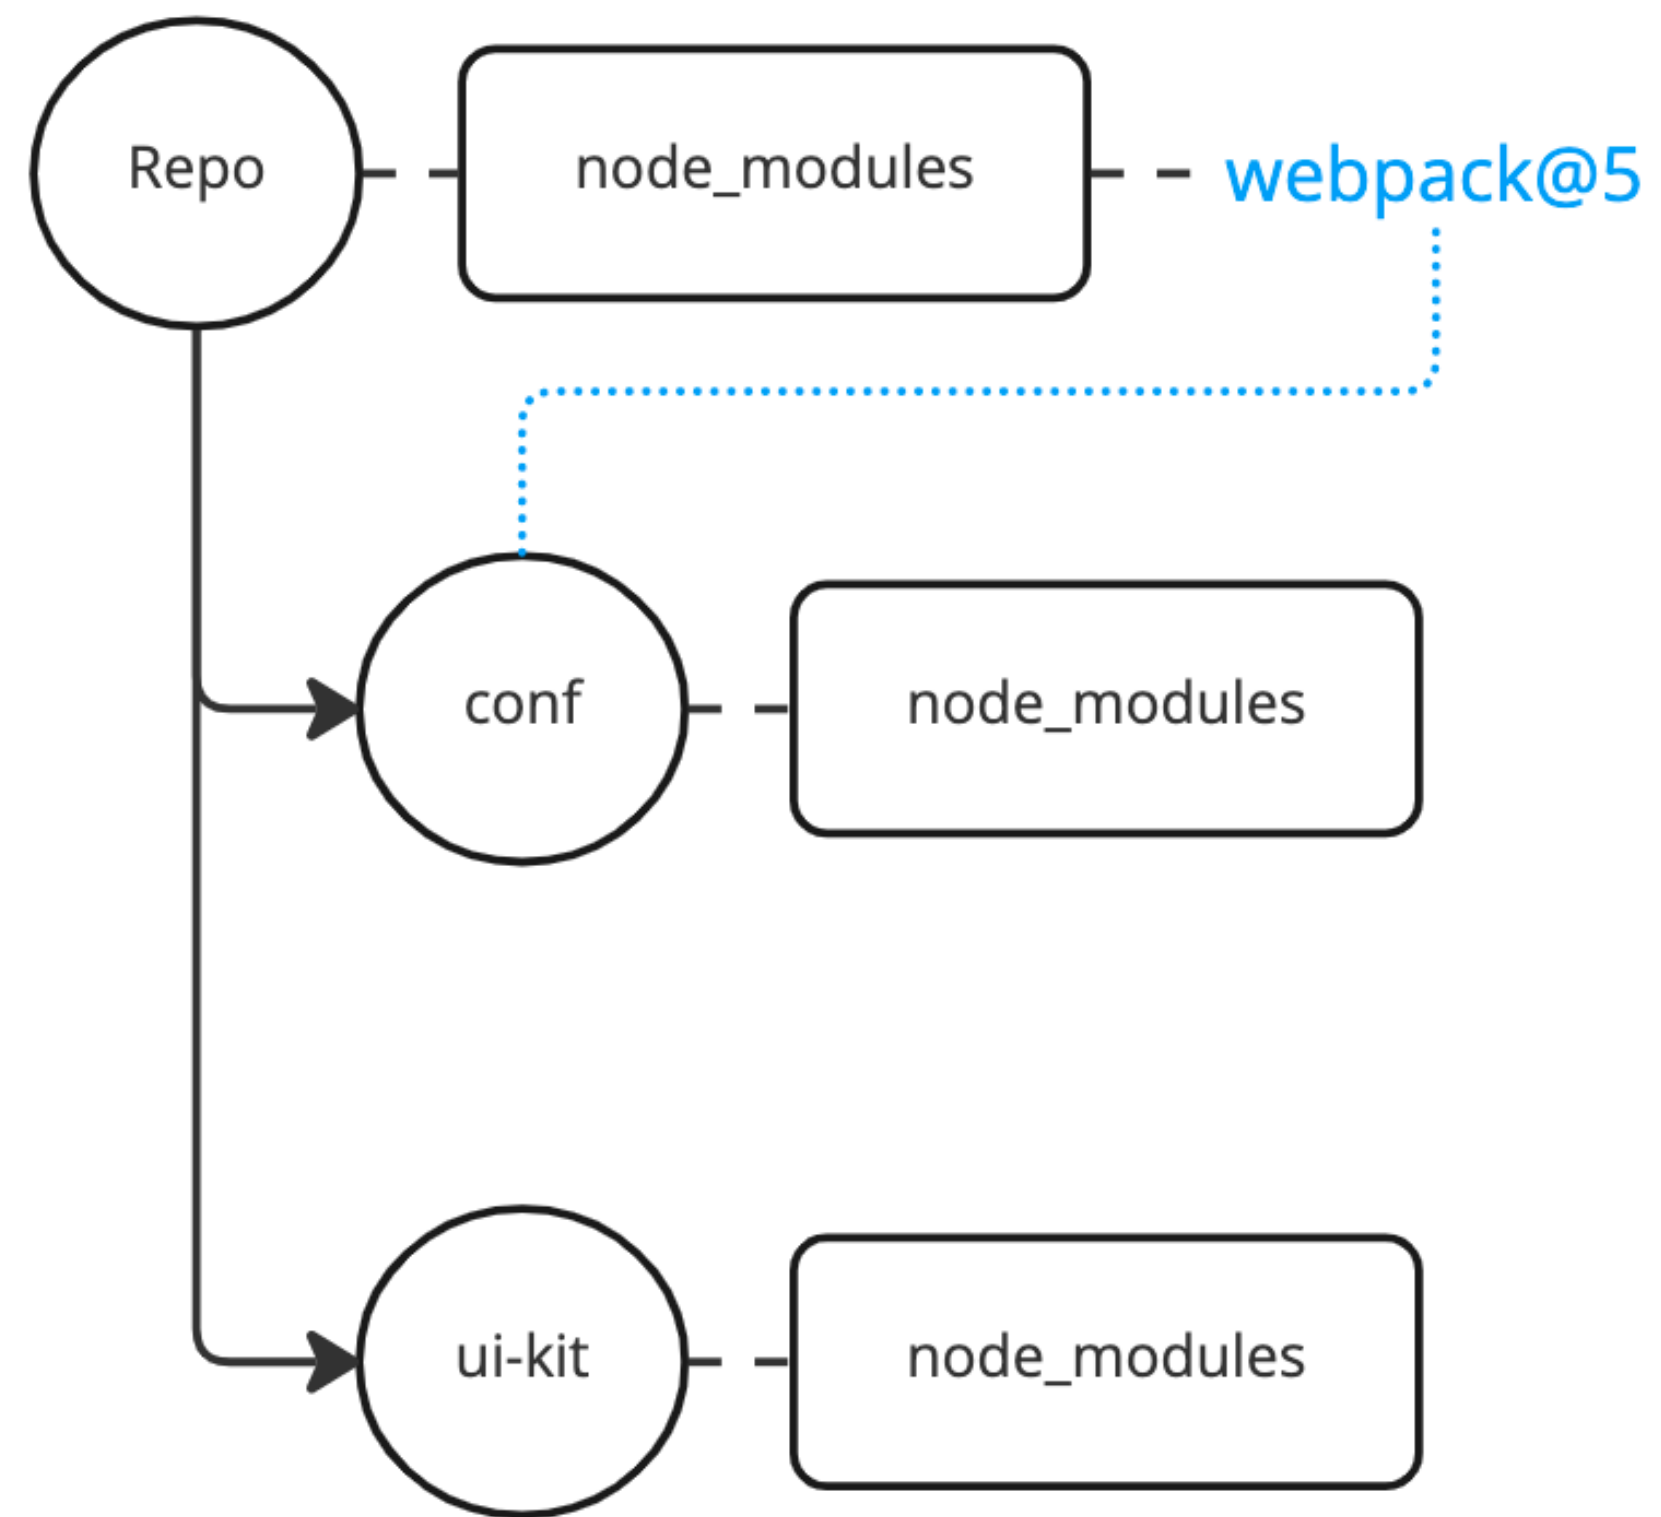 Repo
node_modules
webpack@5
conf
node_modules
ui-kit
node_modules